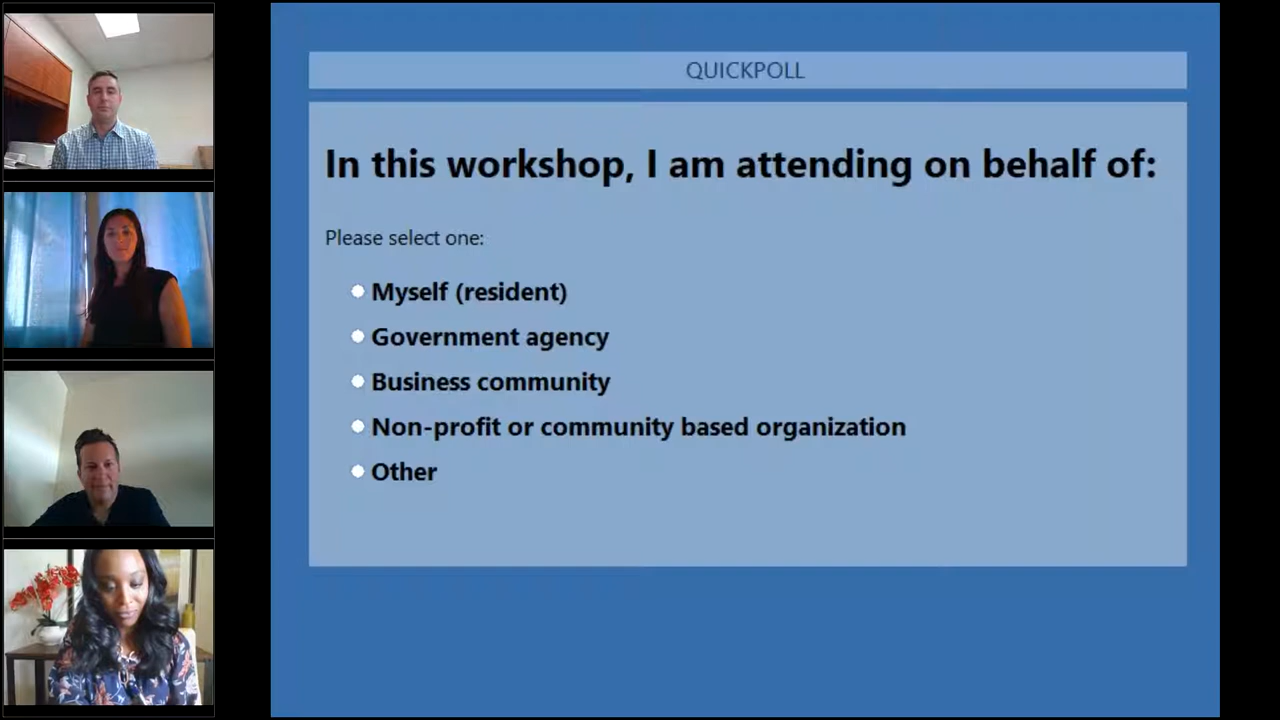 QUICKPOLL
In this workshop, I am attending on behalf of:
Please select one:
Myself (resident)
Government agency
Business community
Non-profit or community based organization
Other